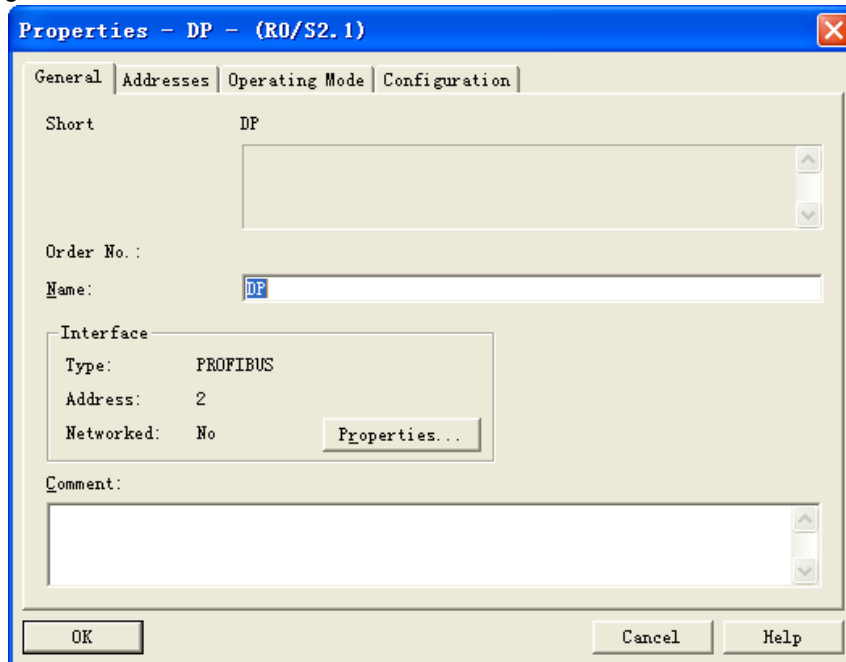 Properties - DP - (R0/S2.1)
General Addresses Operating Mode Configuration
Short DP
Order No.:
Name: DP
Interface
Type: PROFIBUS
Address: 2
Networked: No Properties...
Comment:
OK Cancel Help